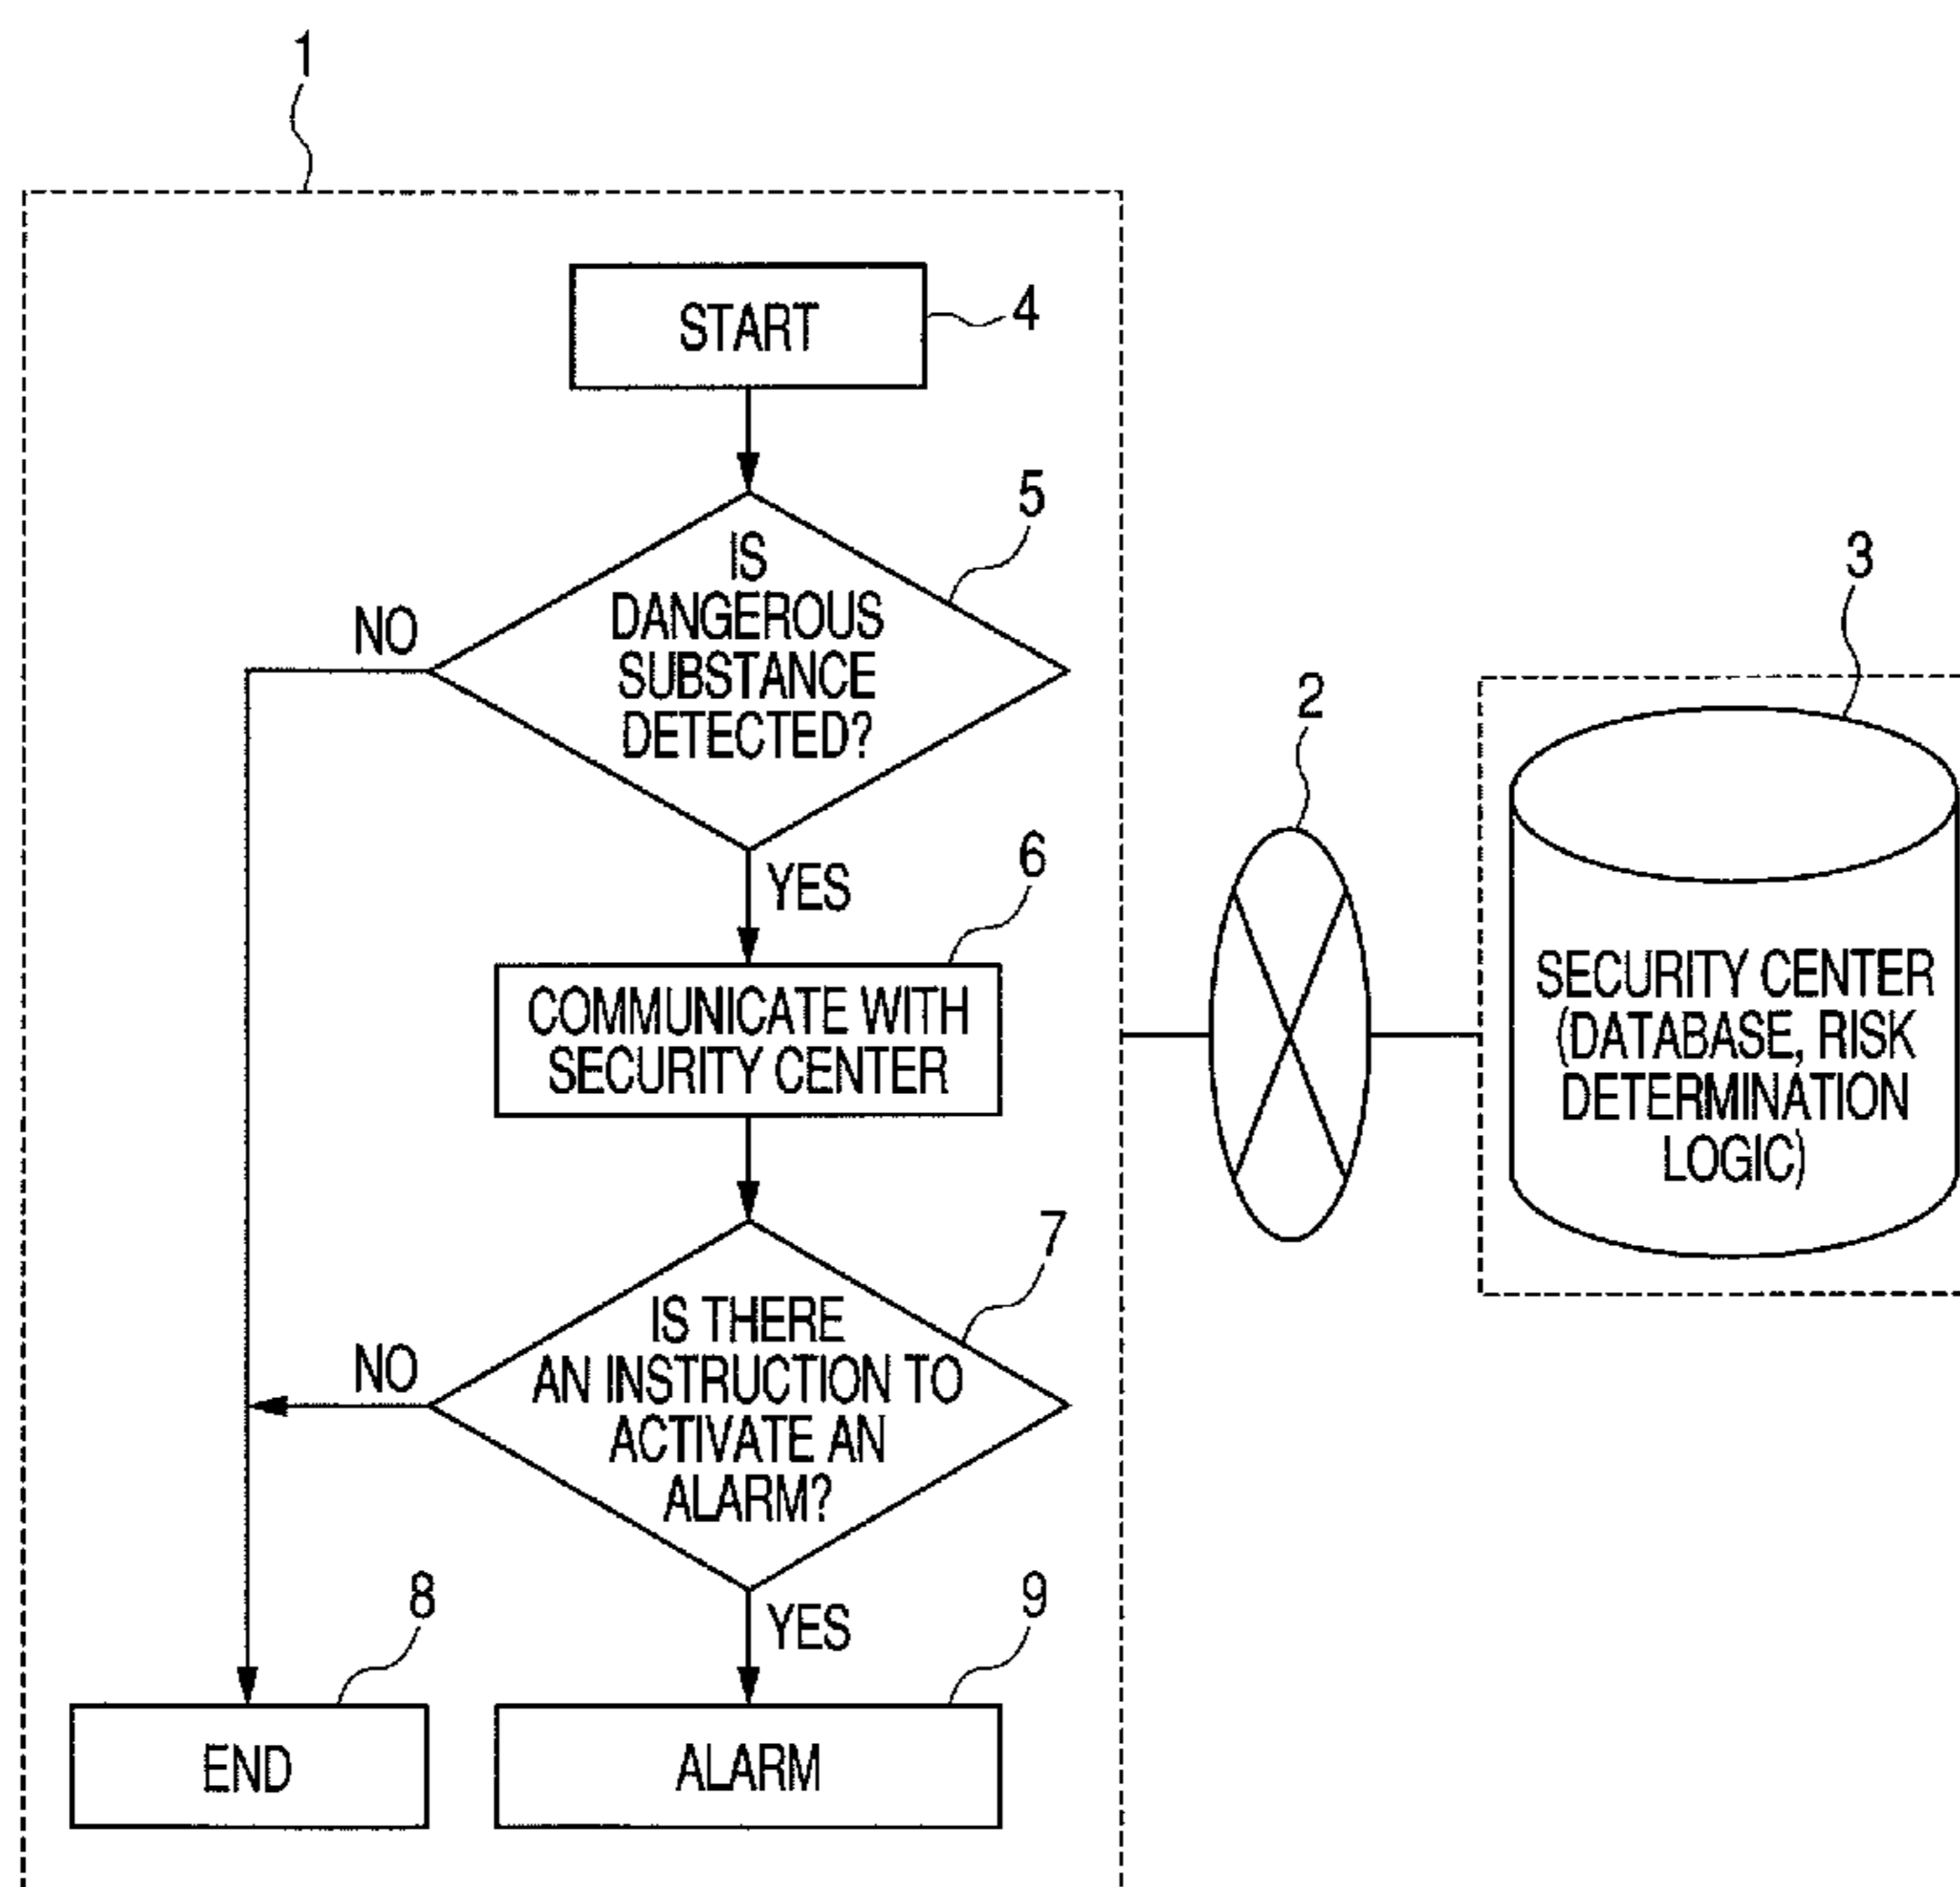 1
START
4
5
IS
DANGEROUS
SUBSTANCE
DETECTED?
NO
YES
6
COMMUNICATE WITH
SECURITY CENTER
7
IS THERE
AN INSTRUCTION TO
ACTIVATE AN
ALARM?
NO
YES
8
END
9
ALARM
2
3
SECURITY CENTER
(DATABASE, RISK
DETERMINATION
LOGIC)